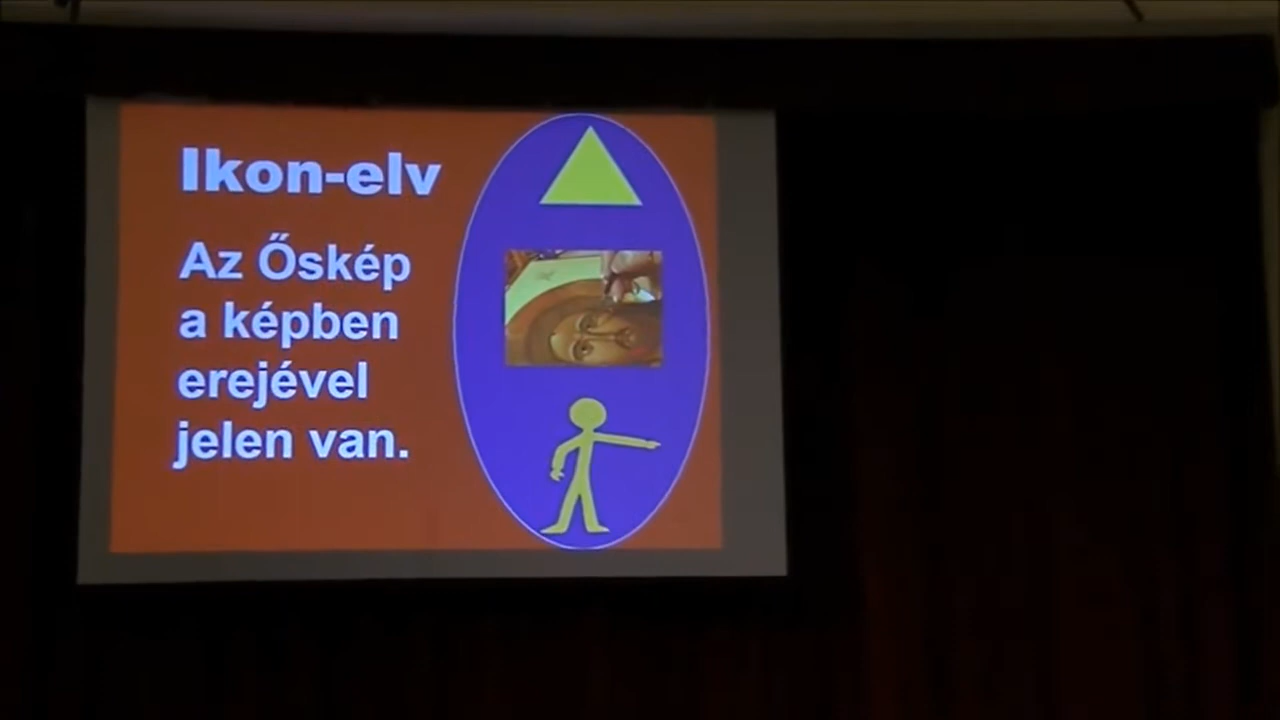 Ikon-elv
Az Őskép
a képben
erejével
jelen van.